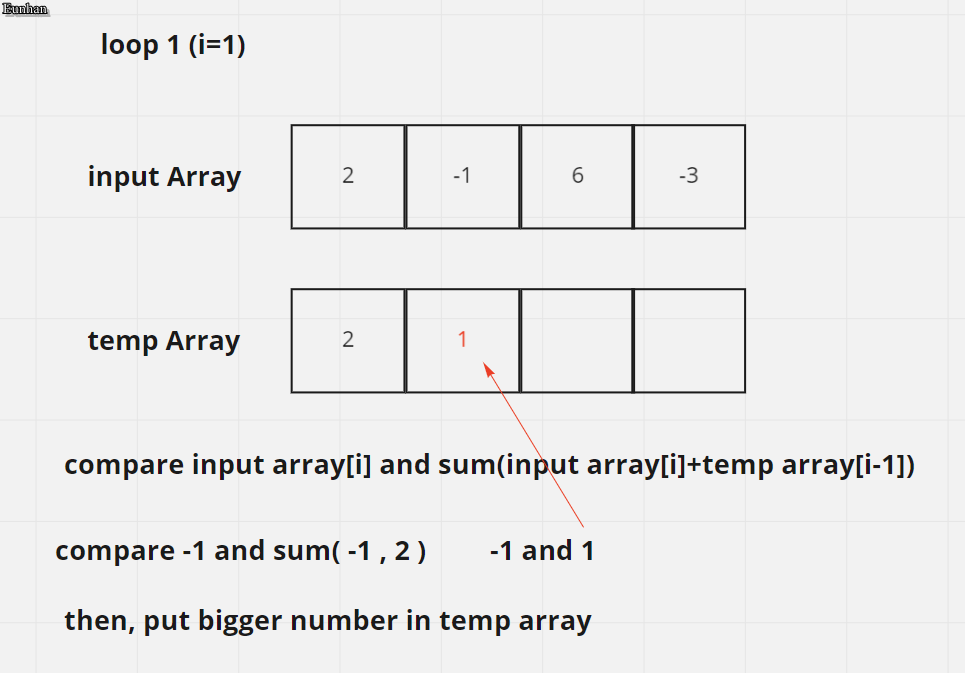 Eunhan
loop 1 (i=1)
input Array 2 -1 6 -3
temp Array 2 1
compare input array[i] and sum(input array[i]+temp array[i-1])
compare -1 and sum( -1 , 2 ) -1 and 1
then, put bigger number in temp array